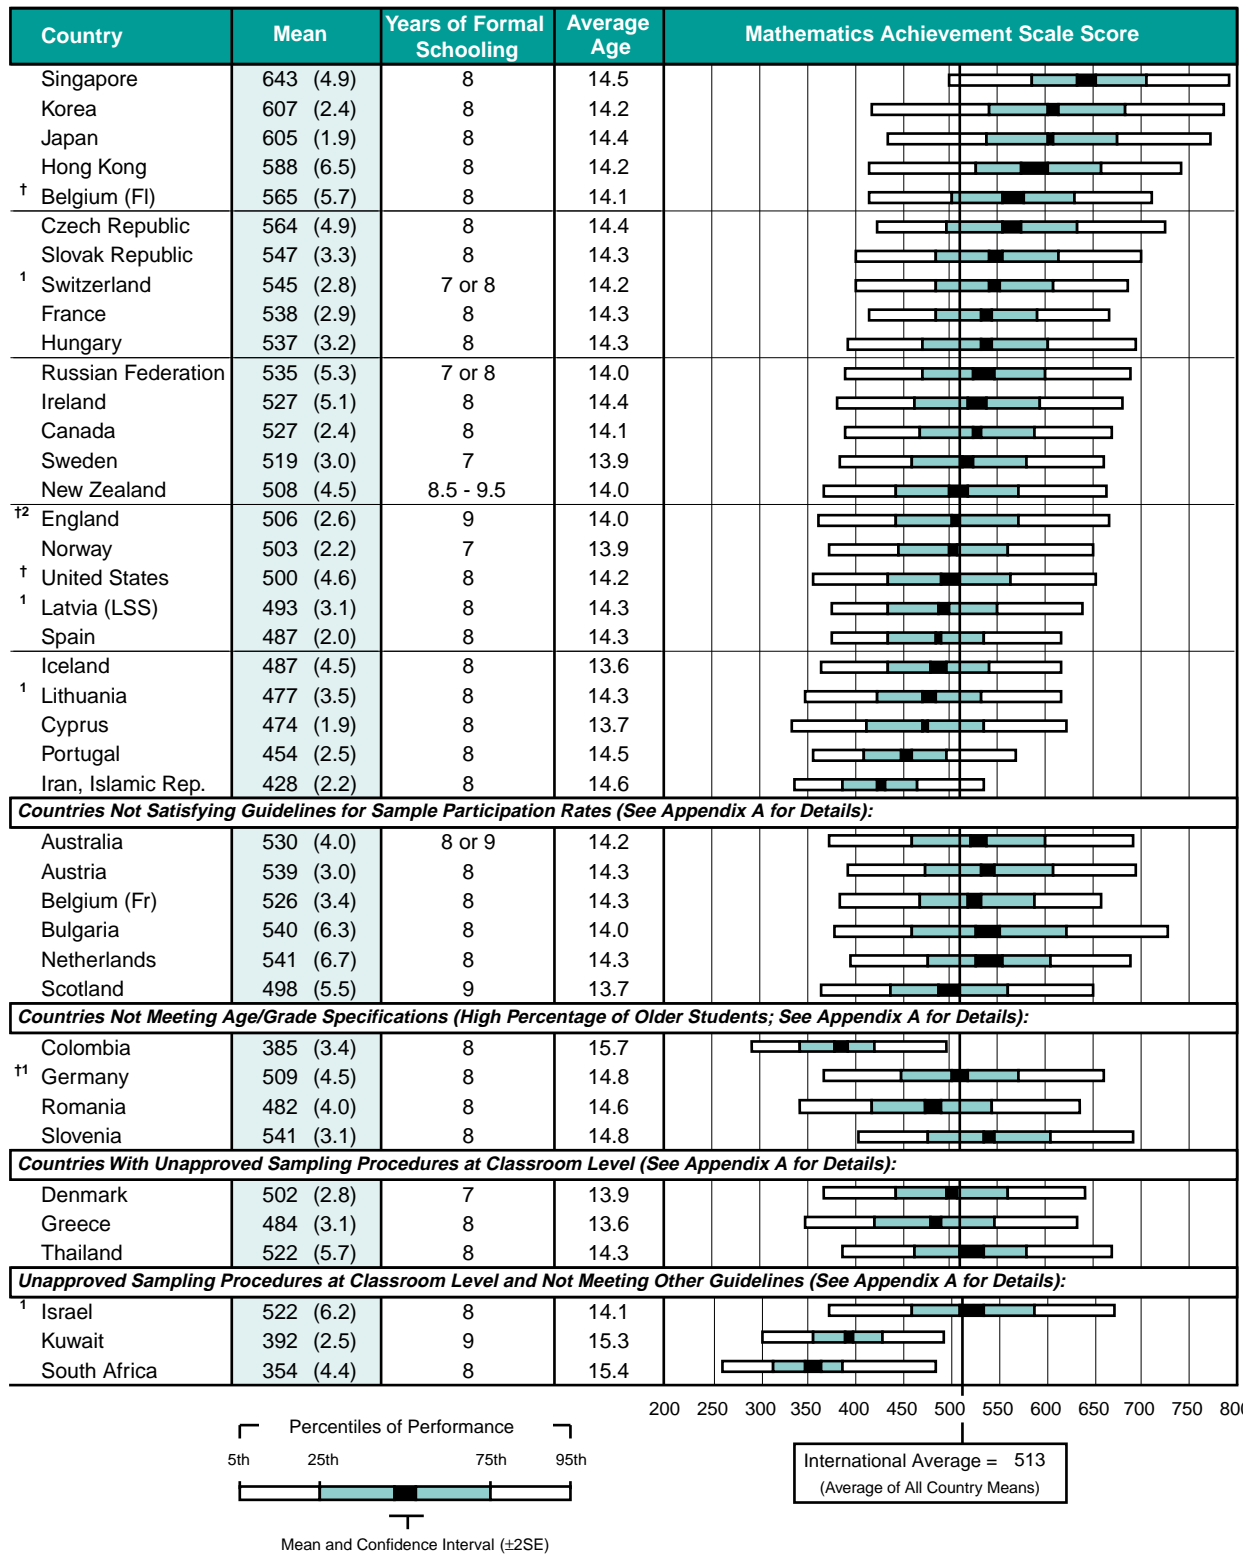 Country Mean Years of Formal Schooling Average Age Mathematics Achievement Scale Score
Singapore 643 (4.9) 8 14.5
Korea 607 (2.4) 8 14.2
Japan 605 (1.9) 8 14.4
Hong Kong 588 (6.5) 8 14.2
† Belgium (Fl) 565 (5.7) 8 14.1
Czech Republic 564 (4.9) 8 14.4
Slovak Republic 547 (3.3) 8 14.3
1 Switzerland 545 (2.8) 7 or 8 14.2
France 538 (2.9) 8 14.3
Hungary 537 (3.2) 8 14.3
Russian Federation 535 (5.3) 7 or 8 14.0
Ireland 527 (5.1) 8 14.4
Canada 527 (2.4) 8 14.1
Sweden 519 (3.0) 7 13.9
New Zealand 508 (4.5) 8.5 - 9.5 14.0
†2 England 506 (2.6) 9 14.0
Norway 503 (2.2) 7 13.9
† United States 500 (4.6) 8 14.2
1 Latvia (LSS) 493 (3.1) 8 14.3
Spain 487 (2.0) 8 14.3
Iceland 487 (4.5) 8 13.6
1 Lithuania 477 (3.5) 8 14.3
Cyprus 474 (1.9) 8 13.7
Portugal 454 (2.5) 8 14.5
Iran, Islamic Rep. 428 (2.2) 8 14.6
Countries Not Satisfying Guidelines for Sample Participation Rates (See Appendix A for Details):
Australia 530 (4.0) 8 or 9 14.2
Austria 539 (3.0) 8 14.3
Belgium (Fr) 526 (3.4) 8 14.3
Bulgaria 540 (6.3) 8 14.0
Netherlands 541 (6.7) 8 14.3
Scotland 498 (5.5) 9 13.7
Countries Not Meeting Age/Grade Specifications (High Percentage of Older Students; See Appendix A for Details):
Colombia 385 (3.4) 8 15.7
†1 Germany 509 (4.5) 8 14.8
Romania 482 (4.0) 8 14.6
Slovenia 541 (3.1) 8 14.8
Countries With Unapproved Sampling Procedures at Classroom Level (See Appendix A for Details):
Denmark 502 (2.8) 7 13.9
Greece 484 (3.1) 8 13.6
Thailand 522 (5.7) 8 14.3
Unapproved Sampling Procedures at Classroom Level and Not Meeting Other Guidelines (See Appendix A for Details):
1 Israel 522 (6.2) 8 14.1
Kuwait 392 (2.5) 9 15.3
South Africa 354 (4.4) 8 15.4
200 250 300 350 400 450 500 550 600 650 700 750 800
Percentiles of Performance
5th 25th 75th 95th
Mean and Confidence Interval (±2SE)
International Average = 513
(Average of All Country Means)